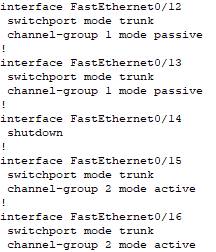 interface FastEthernet0/12
 switchport mode trunk
 channel-group 1 mode passive
!
interface FastEthernet0/13
 switchport mode trunk
 channel-group 1 mode passive
!
interface FastEthernet0/14
 shutdown
!
interface FastEthernet0/15
 switchport mode trunk
 channel-group 2 mode active
!
interface FastEthernet0/16
 switchport mode trunk
 channel-group 2 mode active